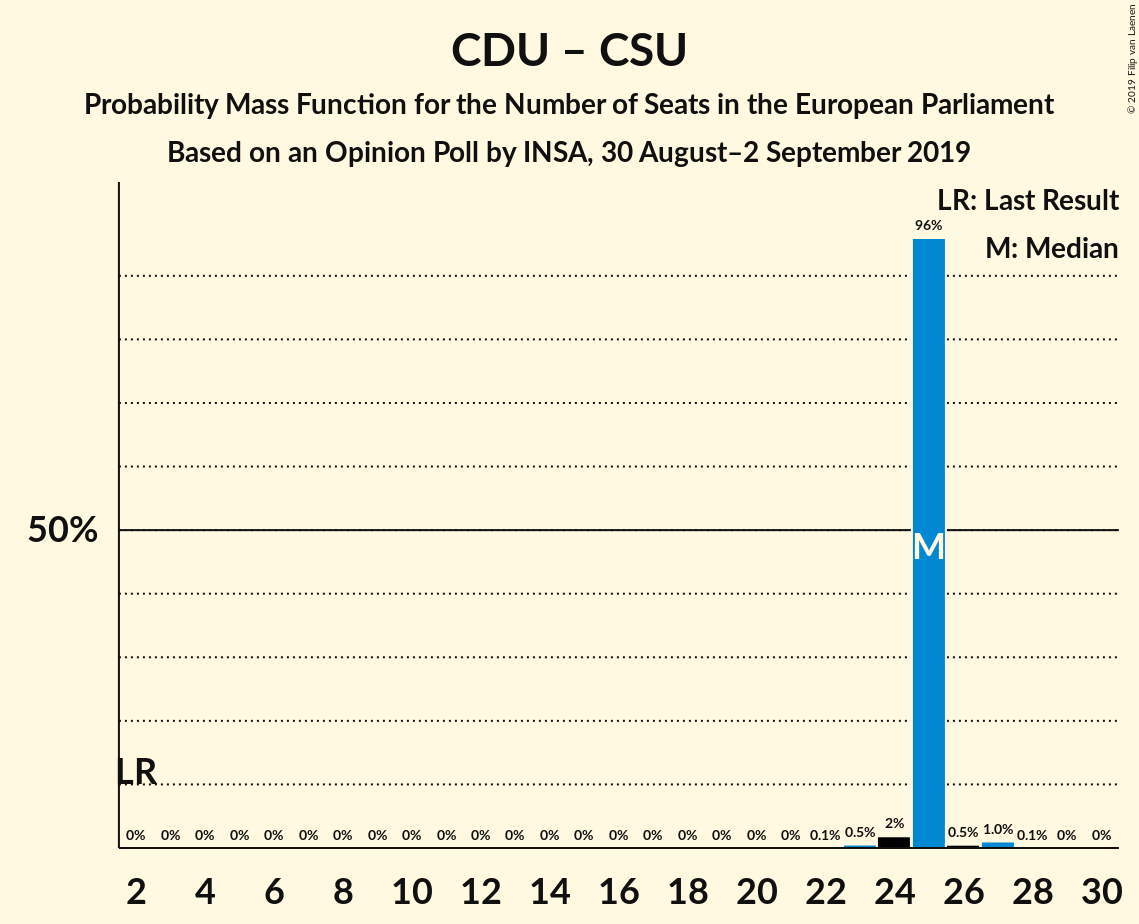 CDU – CSU
Probability Mass Function for the Number of Seats in the European Parliament
Based on an Opinion Poll by INSA, 30 August–2 September 2019
© 2019 Filip van Laenen
LR: Last Result
M: Median
96%
50%
M
LR
0% 0% 0% 0% 0% 0% 0% 0% 0% 0% 0% 0% 0% 0% 0% 0% 0% 0% 0% 0% 0.1% 0.5% 2% 0.5% 1.0% 0.1% 0% 0%
2 4 6 8 10 12 14 16 18 20 22 24 26 28 30